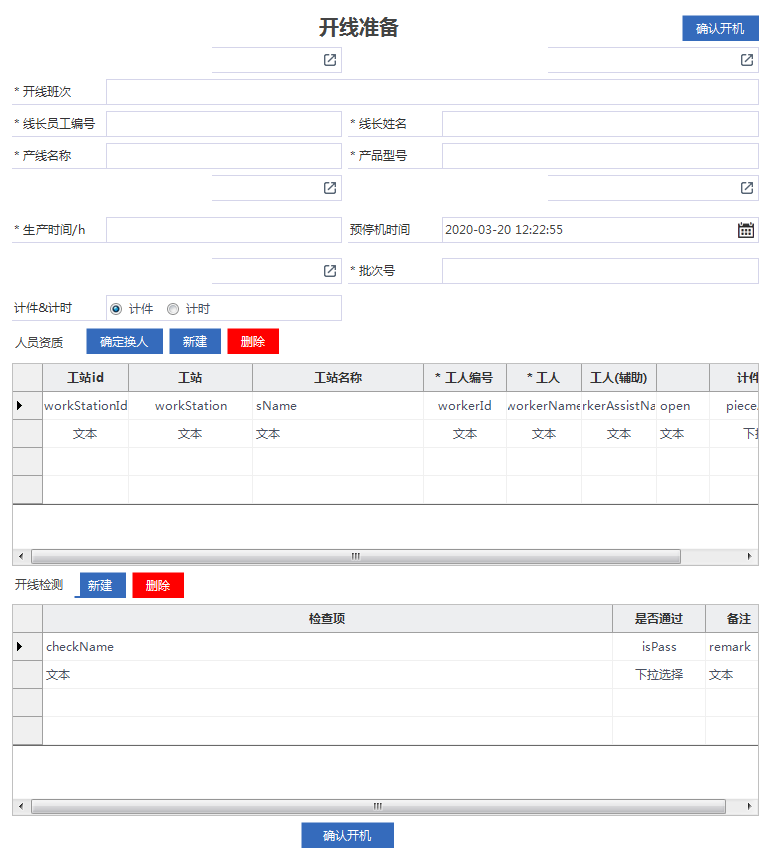 开线准备 确认开机
* 开线班次
* 线长员工编号 * 线长姓名
* 产线名称 * 产品型号
* 生产时间/h 预停机时间 2020-03-20 12:22:55
* 批次号
计件&计时 计件 计时
人员资质 确定换人 新建 删除
工站id 工站 工站名称 * 工人编号 * 工人 工人(辅助) 计件
workStationId workStation sName workerId workerName rkerAssistNa open piece
文本 文本 文本 文本 文本 文本 文本 下
开线检测 新建 删除
检查项 是否通过 备注
checkName isPass remark
文本 下拉选择 文本
确认开机